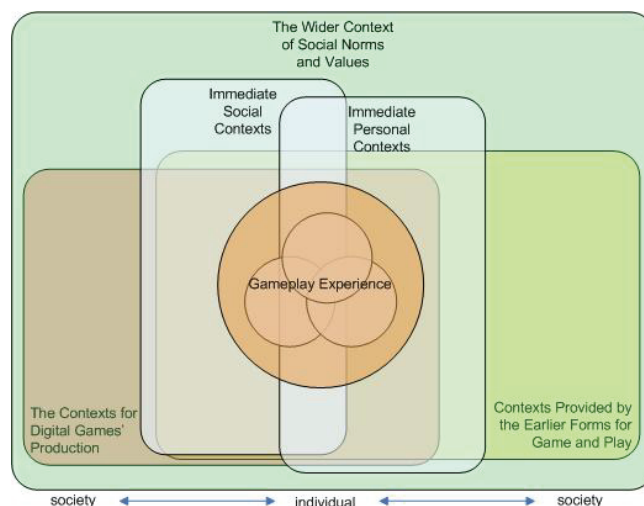 The Wider Context
of Social Norms
and Values
Immediate
Social
Contexts
Immediate
Personal
Contexts
Gameplay Experience
The Contexts for
Digital Games'
Production
Contexts Provided by
the Earlier Forms for
Game and Play
society
individual
society